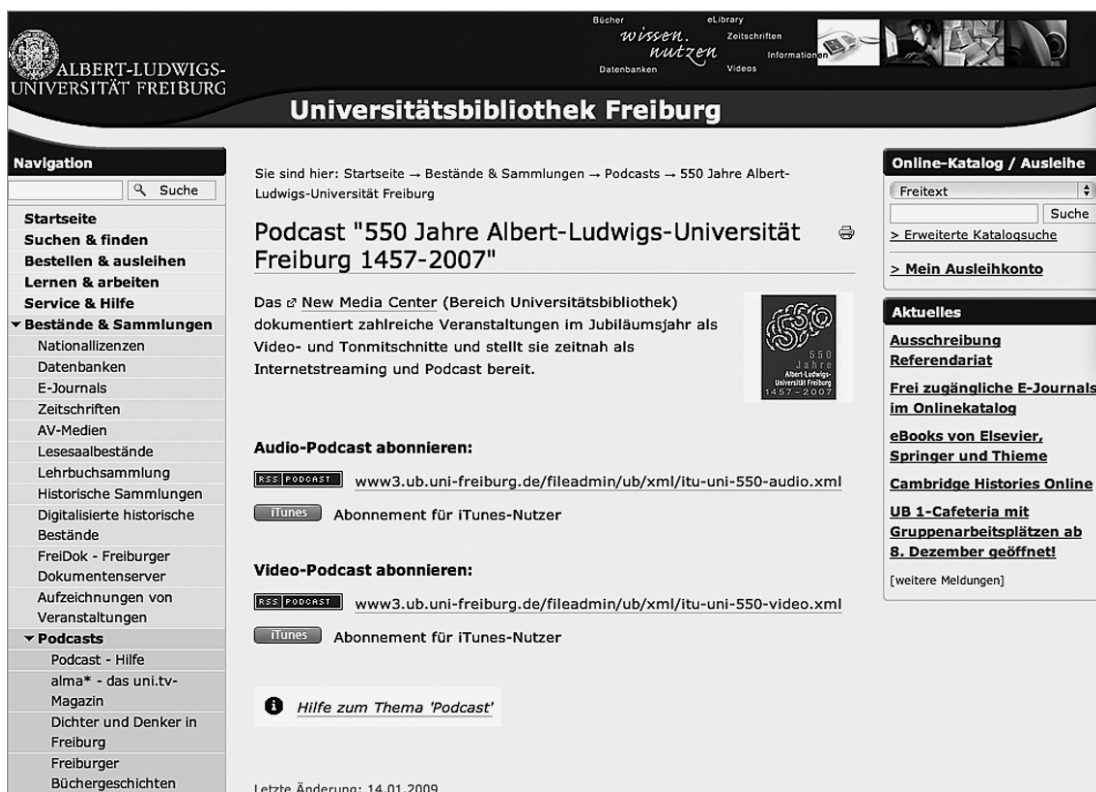 Bücher
eLibrary
wissen.
nutzen
Zeitschriften
Informationen
Datenbanken
Videos
ALBERT-LUDWIGS-
UNIVERSITÄT FREIBURG
Universitätsbibliothek Freiburg
Navigation
Suche
Startseite
Suchen & finden
Bestellen & ausleihen
Lernen & arbeiten
Service & Hilfe
Bestände & Sammlungen
Nationallizenzen
Datenbanken
E-Journals
Zeitschriften
AV-Medien
Lesesaalbestände
Lehrbuchsammlung
Historische Sammlungen
Digitalisierte historische
Bestände
FreiDok - Freiburger
Dokumentenserver
Aufzeichnungen von
Veranstaltungen
Podcasts
Podcast - Hilfe
alma* - das uni.tv-
Magazin
Dichter und Denker in
Freiburg
Freiburger
Büchergeschichten
Sie sind hier: Startseite → Bestände & Sammlungen → Podcasts → 550 Jahre Albert-
Ludwigs-Universität Freiburg
Podcast "550 Jahre Albert-Ludwigs-Universität
Freiburg 1457-2007"
Das New Media Center (Bereich Universitätsbibliothek)
dokumentiert zahlreiche Veranstaltungen im Jubiläumsjahr als
Video- und Tonmitschnitte und stellt sie zeitnah als
Internetstreaming und Podcast bereit.
550
Jahre
Albert-Ludwigs-
Universität Freiburg
1457-2007
Audio-Podcast abonnieren:
RSS PODCAST www3.ub.uni-freiburg.de/fileadmin/ub/xml/itu-uni-550-audio.xml
iTunes Abonnement für iTunes-Nutzer
Video-Podcast abonnieren:
RSS PODCAST www3.ub.uni-freiburg.de/fileadmin/ub/xml/itu-uni-550-video.xml
iTunes Abonnement für iTunes-Nutzer
Hilfe zum Thema 'Podcast'
Letzte Änderung: 14.01.2009
Online-Katalog / Ausleihe
Freitext
Suche
> Erweiterte Katalogsuche
> Mein Ausleihkonto
Aktuelles
Ausschreibung
Referendariat
Frei zugängliche E-Journals
im Onlinekatalog
eBooks von Elsevier,
Springer und Thieme
Cambridge Histories Online
UB 1-Cafeteria mit
Gruppenarbeitsplätzen ab
8. Dezember geöffnet!
[weitere Meldungen]